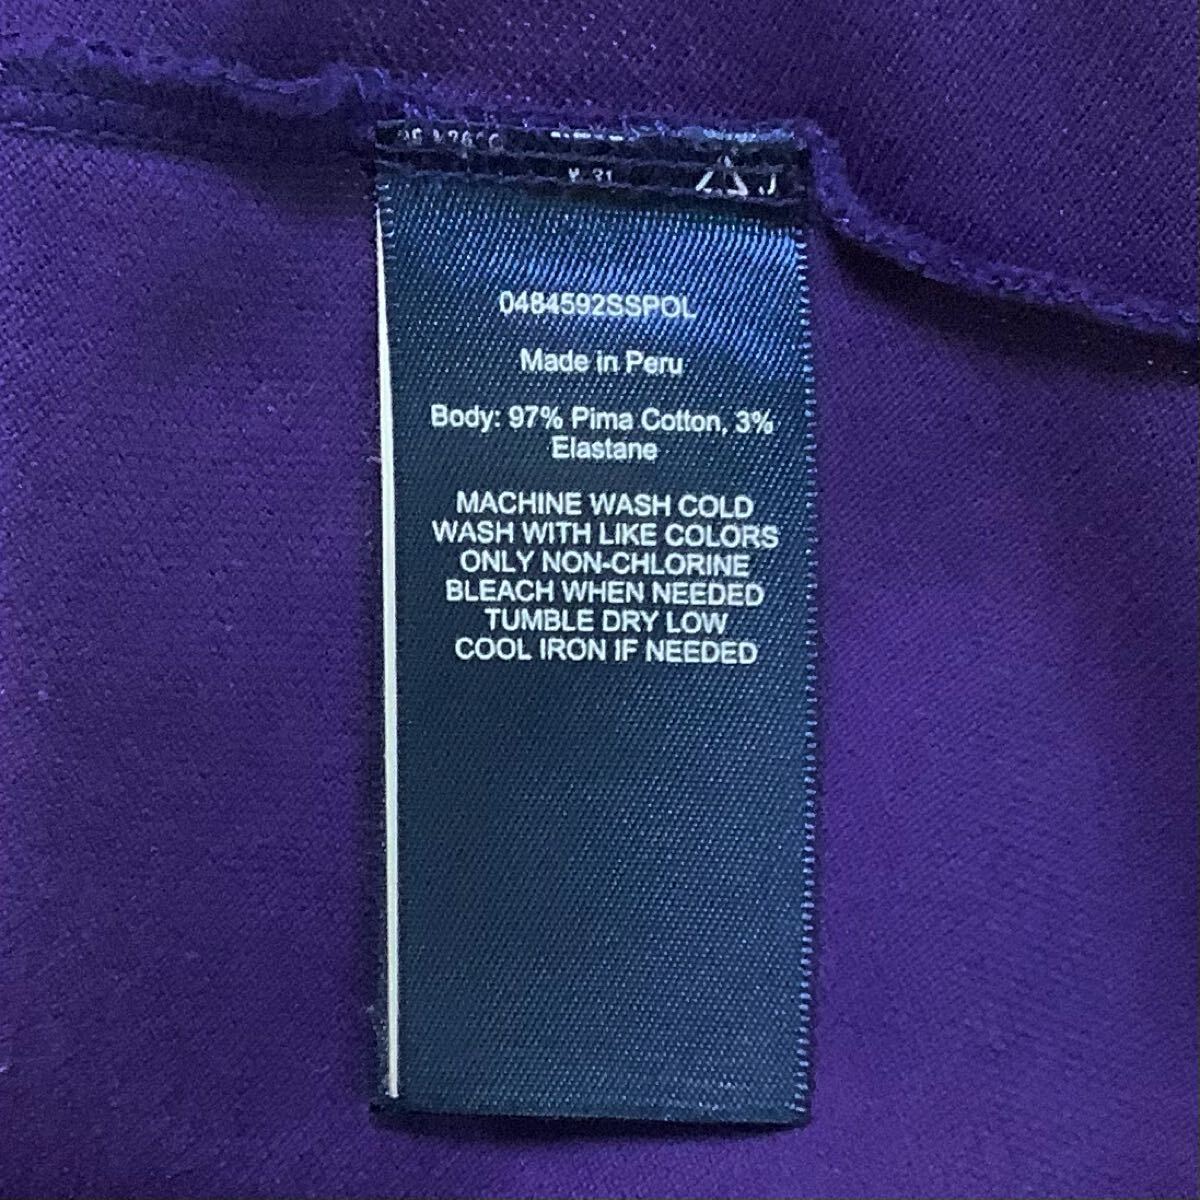 0484592SSPOL
Made in Peru
Body: 97% Pima Cotton, 3%
Elastane
MACHINE WASH COLD
WASH WITH LIKE COLORS
ONLY NON-CHLORINE
BLEACH WHEN NEEDED
TUMBLE DRY LOW
COOL IRON IF NEEDED